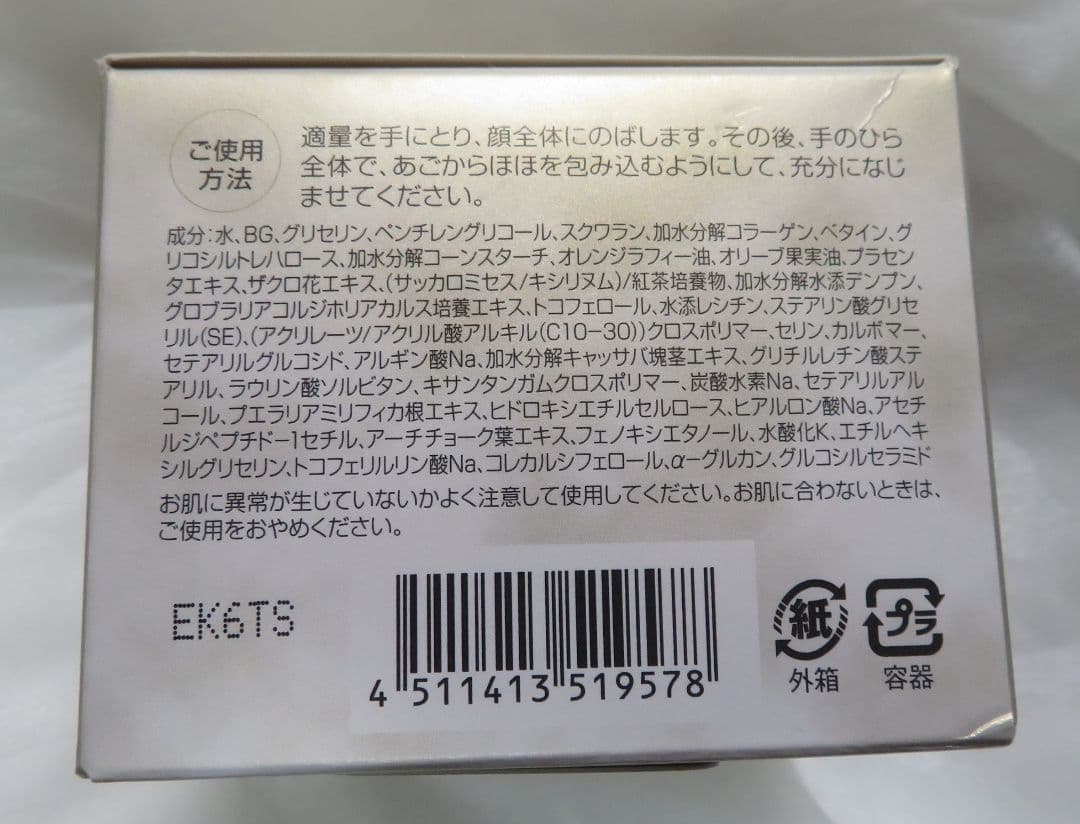 ご使用
方法
適量を手にとり、顔全体にのばします。その後、手のひら
全体で、あごからほほを包み込むようにして、充分になじ
ませてください。
成分:水、BG、グリセリン、ペンチレングリコール、スクワラン、加水分解コラーゲン、ベタイン、グ
リコシルトレハロース、加水分解コーンスターチ、オレンジラフィー油、オリーブ果実油、プラセン
タエキス、ザクロ花エキス、(サッカロミセス/キシリヌム)/紅茶培養物、加水分解水添デンプン、
グロブラリアコルジホリアカルス培養エキス、トコフェロール、水添レシチン、ステアリン酸グリセ
リル(SE)、(アクリレーツ/アクリル酸アルキル(C10-30))クロスポリマー、セリン、カルボマー、
セテアリルグルコシド、アルギン酸Na、加水分解キャッサバ塊茎エキス、グリチルレチン酸ステ
アリル、ラウリン酸ソルビタン、キサンタンガムクロスポリマー、炭酸水素Na、セテアリルアル
コール、プエラリアミリフィカ根エキス、ヒドロキシエチルセルロース、ヒアルロン酸Na、アセチ
ルジペプチド-1セチル、アーチチョーク葉エキス、フェノキシエタノール、水酸化K、エチルヘキ
シルグリセリン、トコフェリルリン酸Na、コレカルシフェロール、α-グルカン、グルコシルセラミド
お肌に異常が生じていないかよく注意して使用してください。お肌に合わないときは、
ご使用をおやめください。
EK6TS
4 511413 519578
紙
外箱
プラ
容器